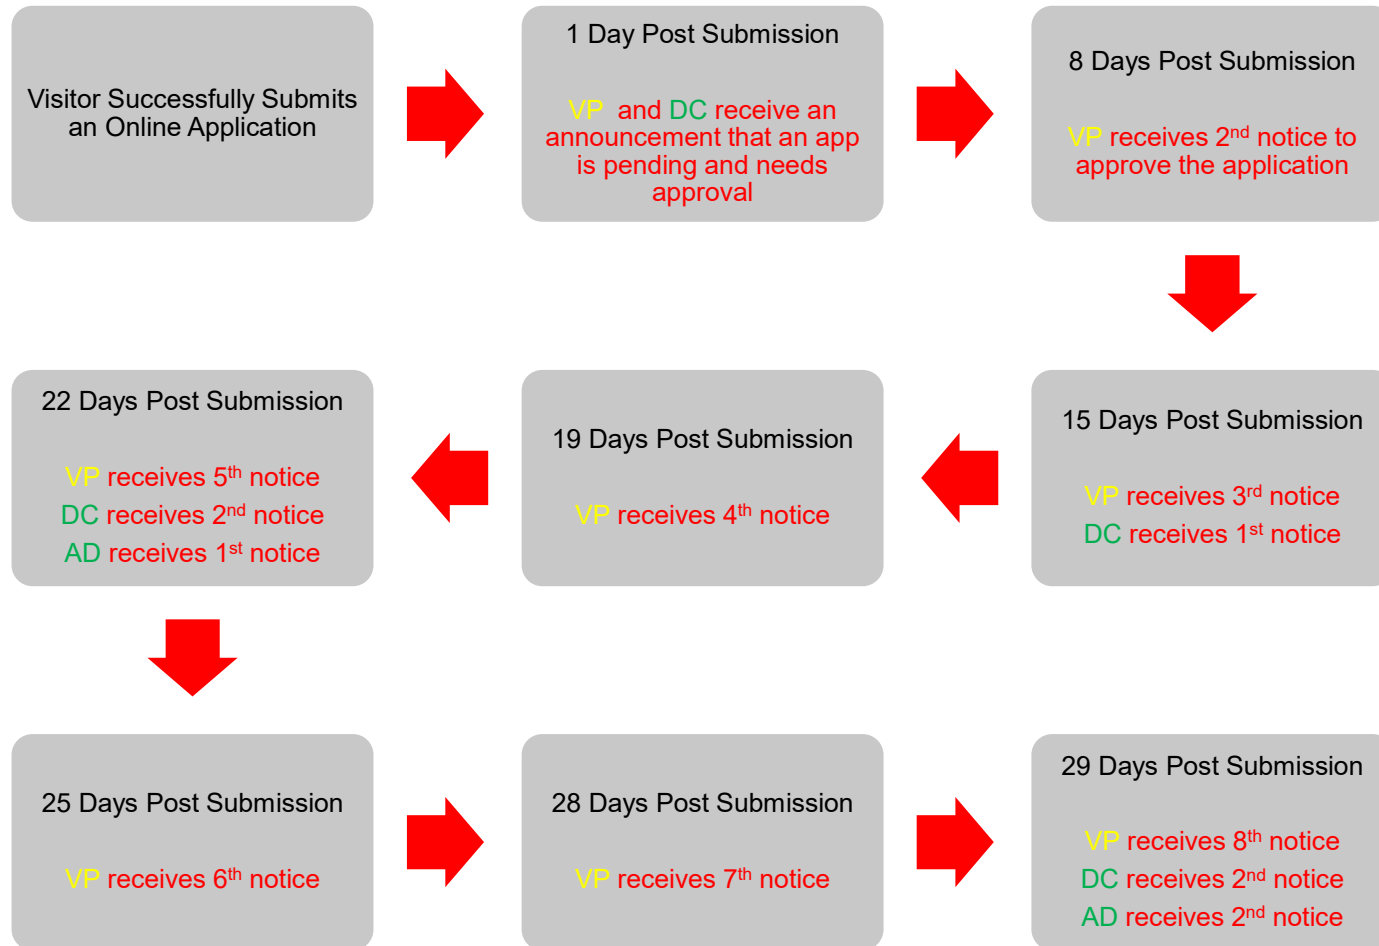 Visitor Successfully Submits
an Online Application
1 Day Post Submission
VP and DC receive an
announcement that an app
is pending and needs
approval
8 Days Post Submission
VP receives 2nd notice to
approve the application
15 Days Post Submission
VP receives 3rd notice
DC receives 1st notice
19 Days Post Submission
VP receives 4th notice
22 Days Post Submission
VP receives 5th notice
DC receives 2nd notice
AD receives 1st notice
25 Days Post Submission
VP receives 6th notice
28 Days Post Submission
VP receives 7th notice
29 Days Post Submission
VP receives 8th notice
DC receives 2nd notice
AD receives 2nd notice